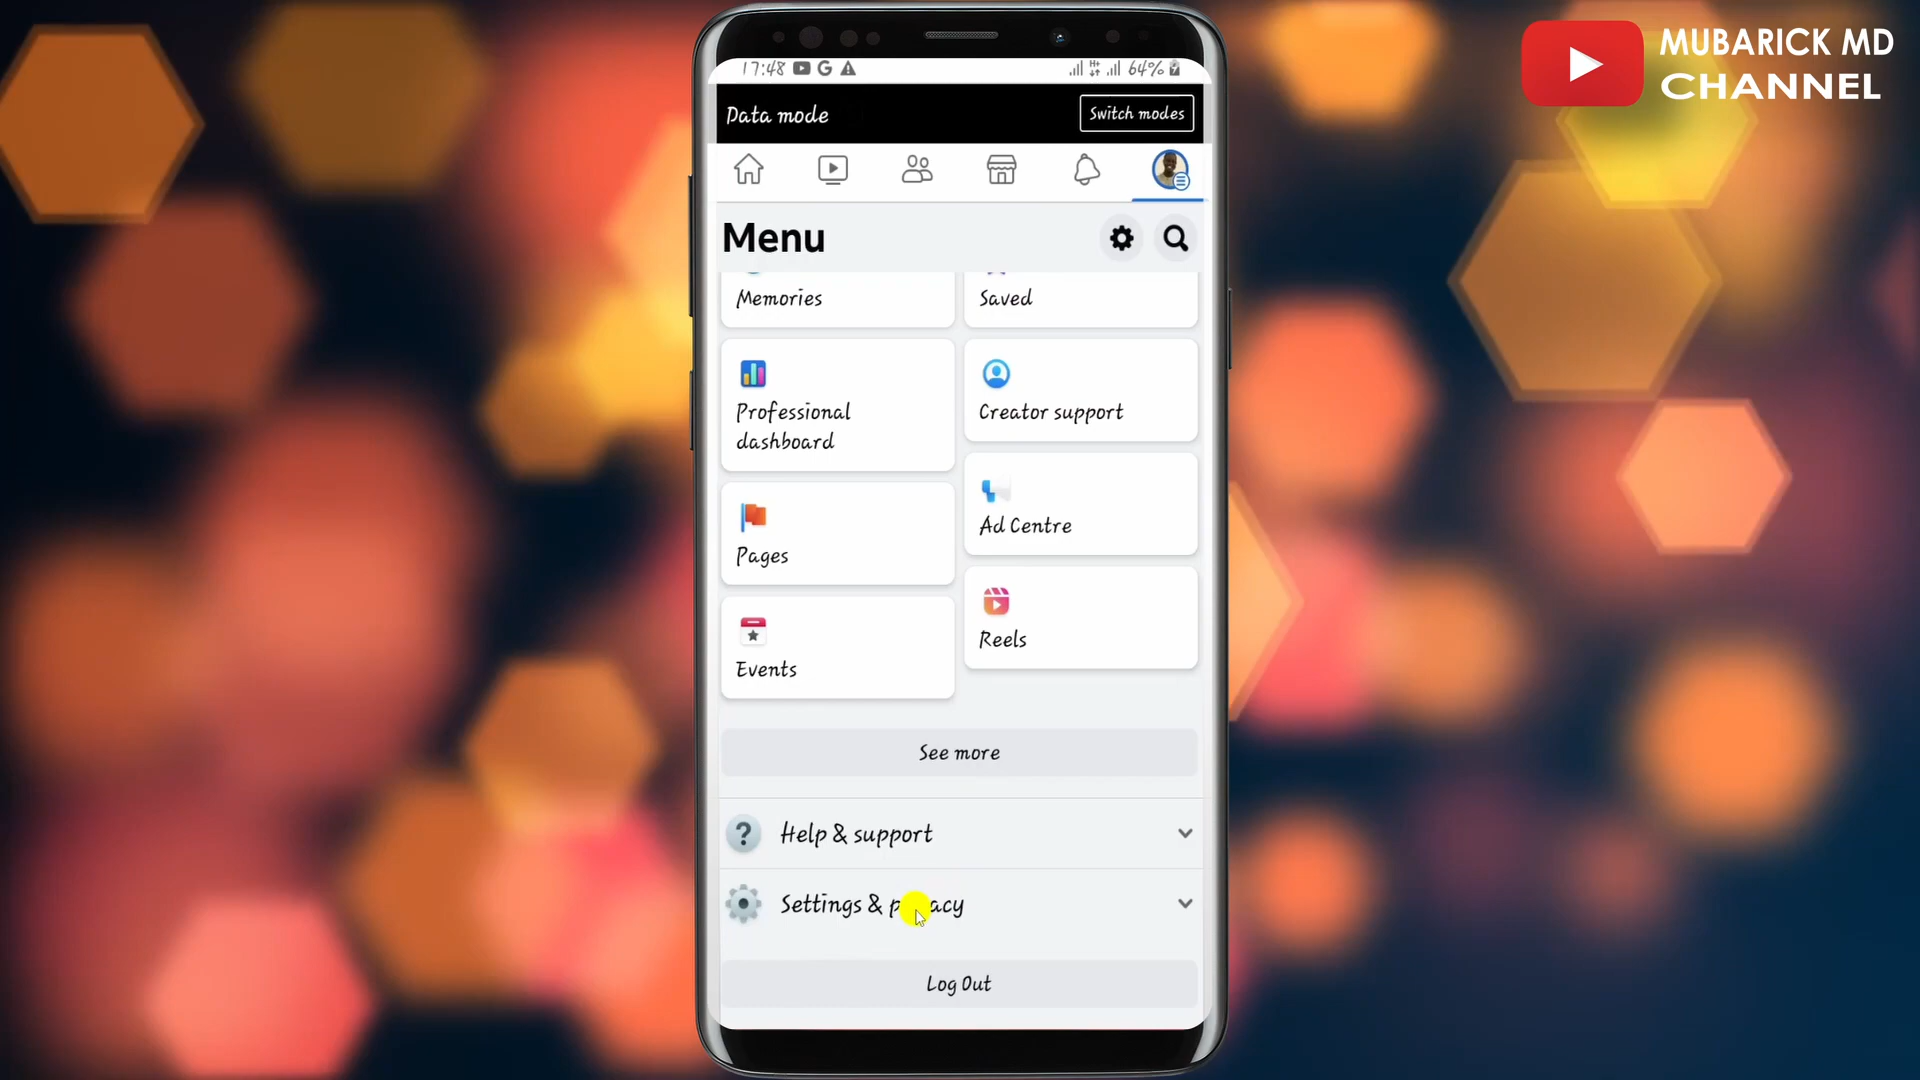 MUBARICK MD
CHANNEL
17:48 64%
Data mode
Switch modes
Menu
Memories
Saved
Professional
dashboard
Creator support
Pages
Ad Centre
Events
Reels
See more
Help & support
Settings &
Log Out